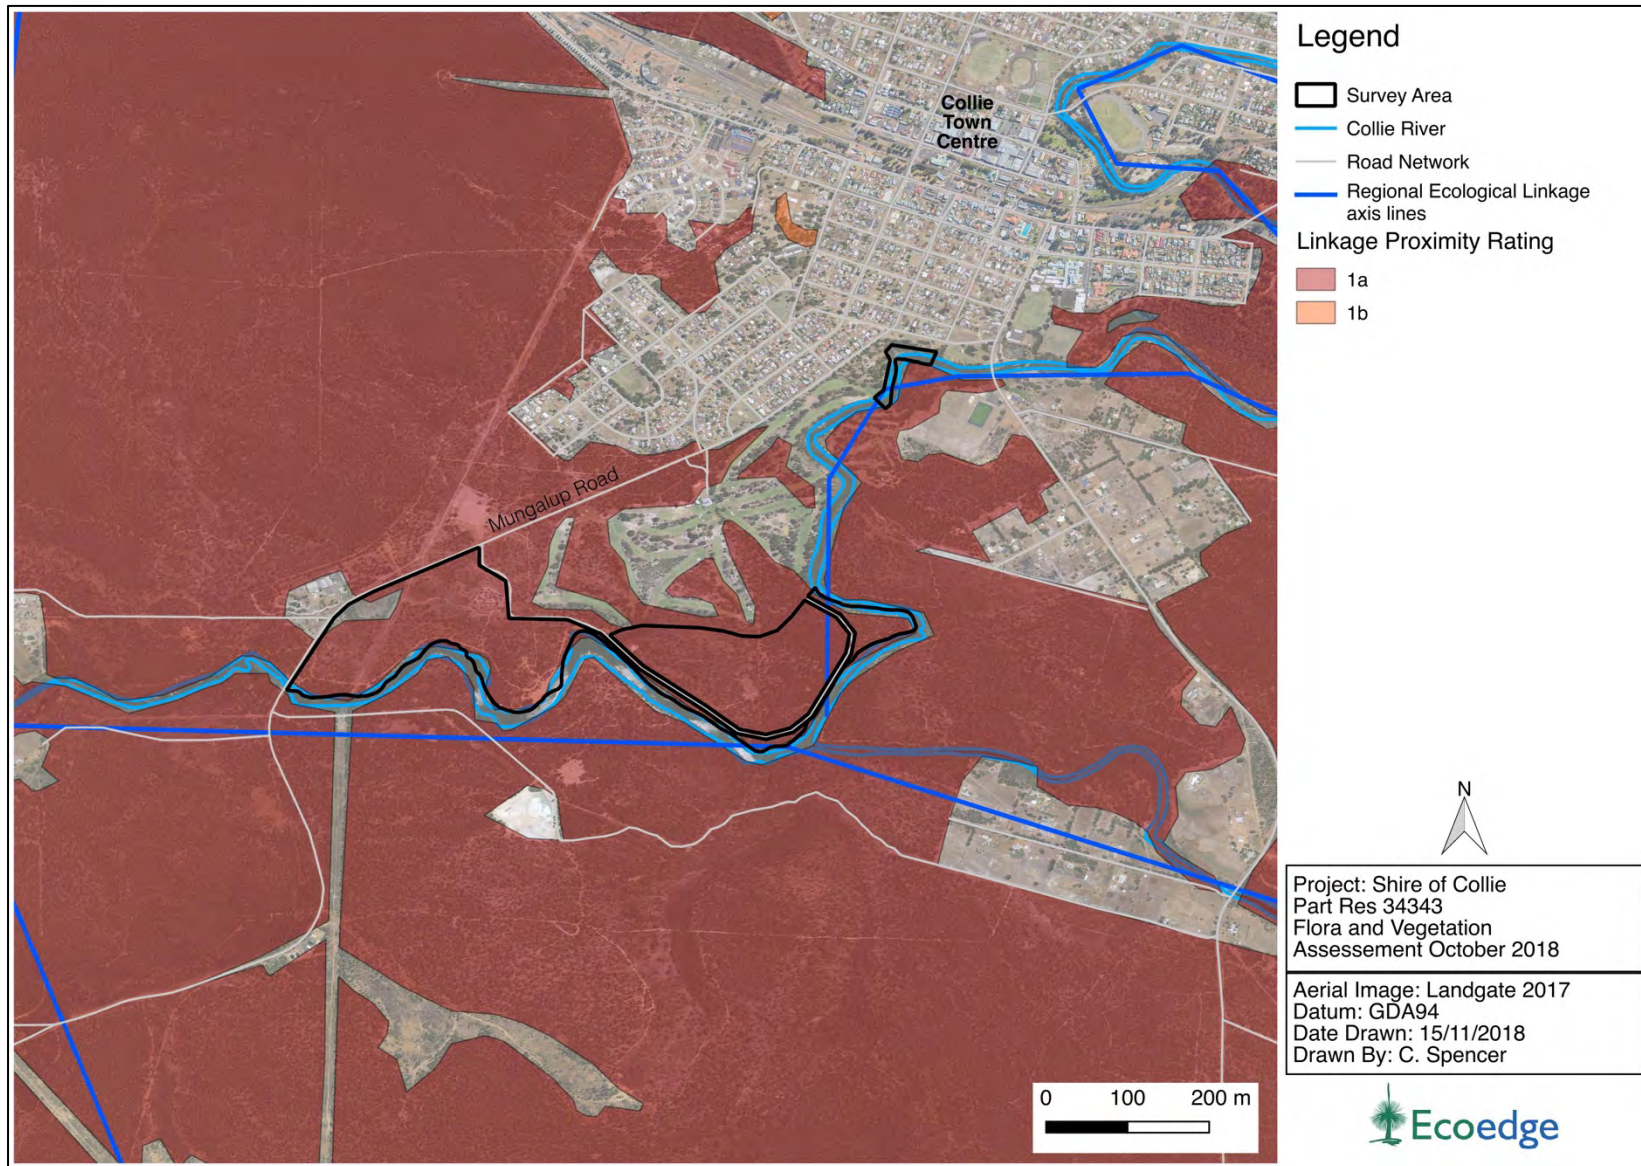 Collie
Town
Centre
Mungalup Road
Legend
Survey Area
Collie River
Road Network
Regional Ecological Linkage
axis lines
Linkage Proximity Rating
1a
1b
N
Project: Shire of Collie
Part Res 34343
Flora and Vegetation
Assessement October 2018
Aerial Image: Landgate 2017
Datum: GDA94
Date Drawn: 15/11/2018
Drawn By: C. Spencer
0 100 200 m
Ecoedge